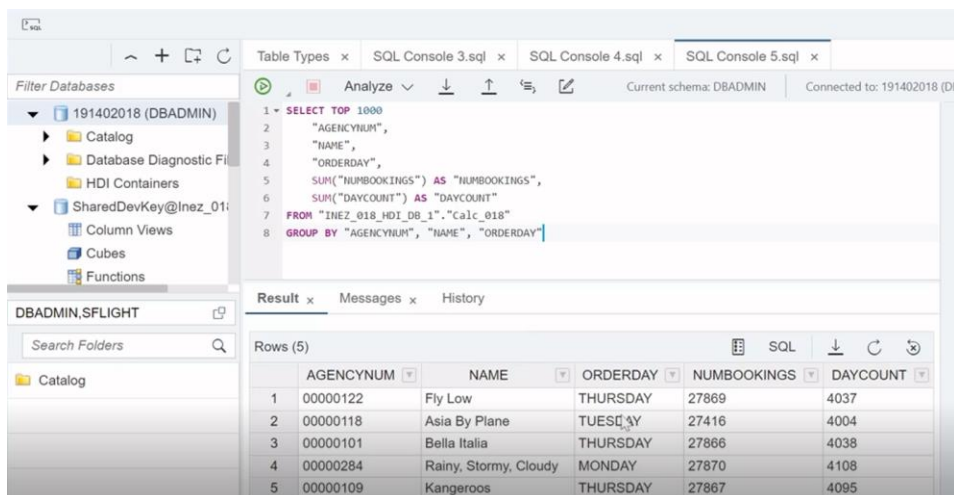 SQL
Table Types × SQL Console 3.sql × SQL Console 4.sql × SQL Console 5.sql ×
Filter Databases
Analyze Current schema: DBADMIN Connected to: 191402018 (D
191402018 (DBADMIN)
Catalog
Database Diagnostic Fi
HDI Containers
SharedDevKey@Inez_01
Column Views
Cubes
Functions
1 SELECT TOP 1000
2 "AGENCYNUM",
3 "NAME",
4 "ORDERDAY",
5 SUM("NUMBOOKINGS") AS "NUMBOOKINGS",
6 SUM("DAYCOUNT") AS "DAYCOUNT"
7 FROM "INEZ_018_HDI_DB_1"."Calc_018"
8 GROUP BY "AGENCYNUM", "NAME", "ORDERDAY"
DBADMIN,SFLIGHT
Search Folders
Catalog
Result × Messages × History
Rows (5) SQL
AGENCYNUM NAME ORDERDAY NUMBOOKINGS DAYCOUNT
1 00000122 Fly Low THURSDAY 27869 4037
2 00000118 Asia By Plane TUESDAY 27416 4004
3 00000101 Bella Italia THURSDAY 27866 4038
4 00000284 Rainy, Stormy, Cloudy MONDAY 27870 4108
5 00000109 Kangeroos THURSDAY 27867 4095